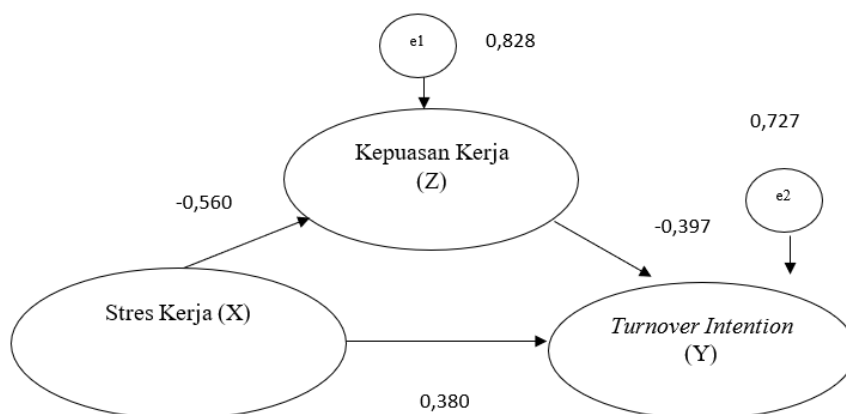 e1
0,828
0,727
Kepuasan Kerja
(Z)
e2
-0,560
-0,397
Stres Kerja (X)
Turnover Intention
(Y)
0,380